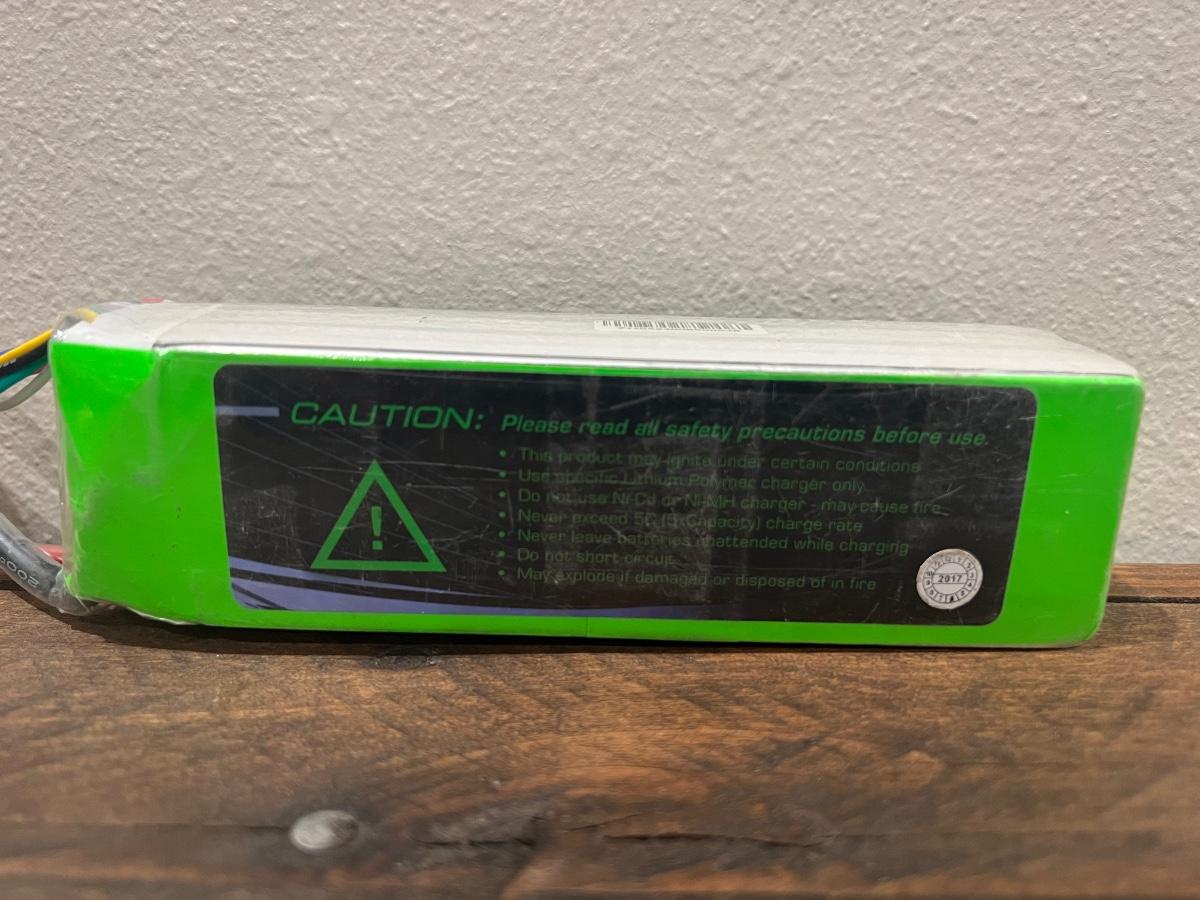 CAUTION: Please read all safety precautions before use.
• This product may ignite under certain conditions
• Use specific Lithium Polymer charger only
• Do not use Ni-Cd or Ni-MH charger - may cause fire
• Never exceed 5C (5xCapacity) charge rate
• Never leave batteries unattended while charging
• Do not short circuit
• May explode if damaged or disposed of in fire
!
2017